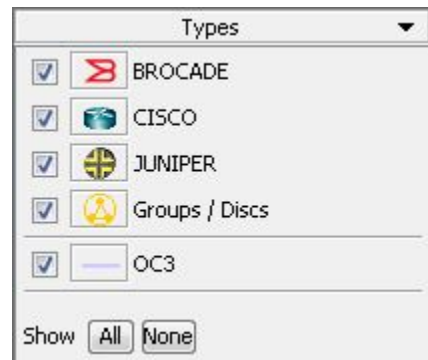 Types
BROCADE
CISCO
JUNIPER
Groups / Discs
OC3
Show All None